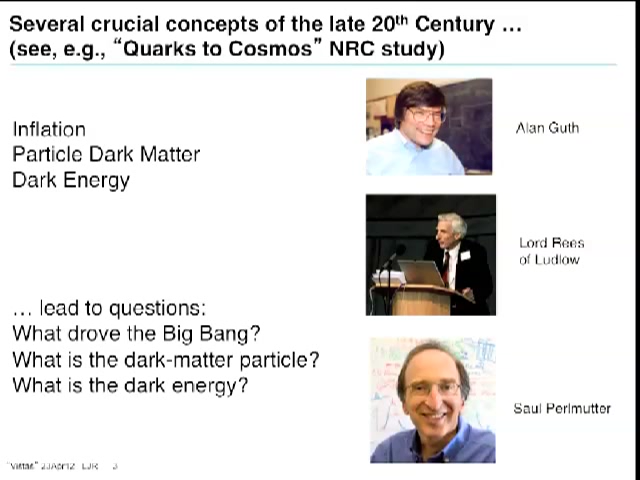 Several crucial concepts of the late 20th Century …
(see, e.g., “Quarks to Cosmos” NRC study)
Inflation
Particle Dark Matter
Dark Energy
Alan Guth
Lord Rees
of Ludlow
… lead to questions:
What drove the Big Bang?
What is the dark-matter particle?
What is the dark energy?
Saul Perlmutter
3